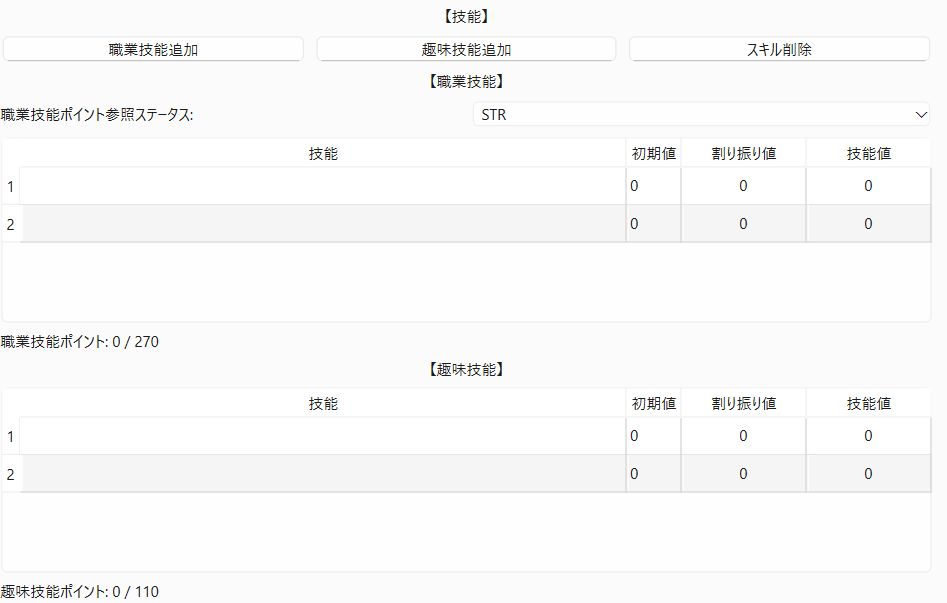 【技能】
職業技能追加 趣味技能追加 スキル削除
【職業技能】
職業技能ポイント参照ステータス: STR
技能 初期値 割り振り値 技能値
1 0 0 0
2 0 0 0
職業技能ポイント: 0 / 270
【趣味技能】
技能 初期値 割り振り値 技能値
1 0 0 0
2 0 0 0
趣味技能ポイント: 0 / 110